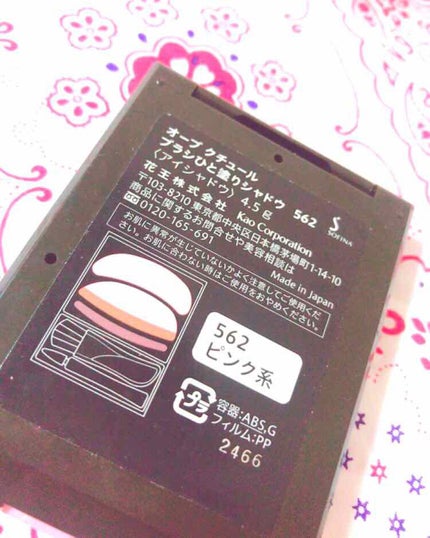 オーブ クチュール
ブラシひと塗りシャドウ 562
〈アイシャドウ〉 4.5g
花王株式会社 Kao Corporation
〒103-8210 東京都中央区日本橋茅場町1-14-10
商品に関するお問合せや美容相談は
0120-165-691 Made in Japan
お肌に異常が生じていないかよく注意してご使用くだ
さい。お肌に合わない時はご使用をおやめください。
S
SOFINA
562
ピンク系
プラ
容器:ABS,G
フィルム:PP
2466